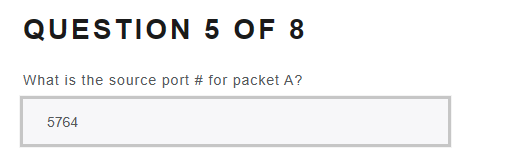 QUESTION 5 OF 8
What is the source port # for packet A?
5764